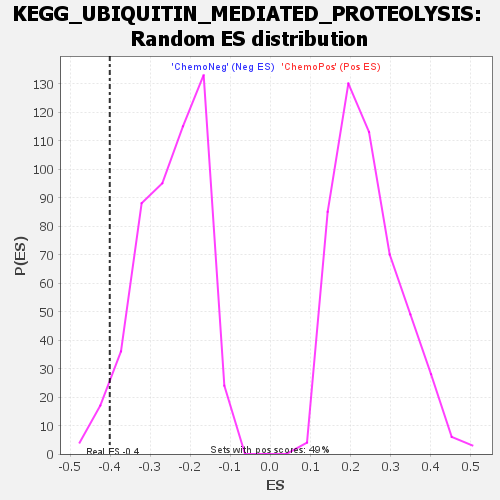 KEGG_UBIQUITIN_MEDIATED_PROTEOLYSIS:
Random ES distribution
'ChemoNeg' (Neg ES) 'ChemoPos' (Pos ES)
130
120
110
100
90
80
70
60
50
40
30
20
10
0
P(ES)
Real ES -0.4
Sets with pos scores: 49%
-0.5 -0.4 -0.3 -0.2 -0.1 0.0 0.1 0.2 0.3 0.4 0.5
ES